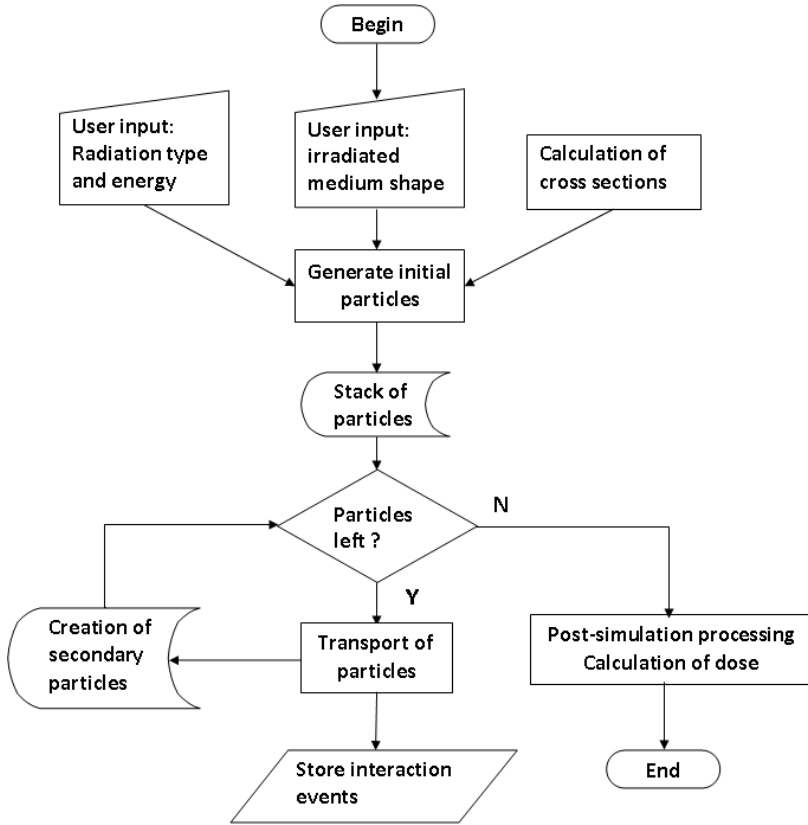 Begin
User input:
Radiation type
and energy
User input:
irradiated
medium shape
Calculation of
cross sections
Generate initial
particles
Stack of
particles
Particles
left ?
N
Y
Creation of
secondary
particles
Transport of
particles
Post-simulation processing
Calculation of dose
Store interaction
events
End